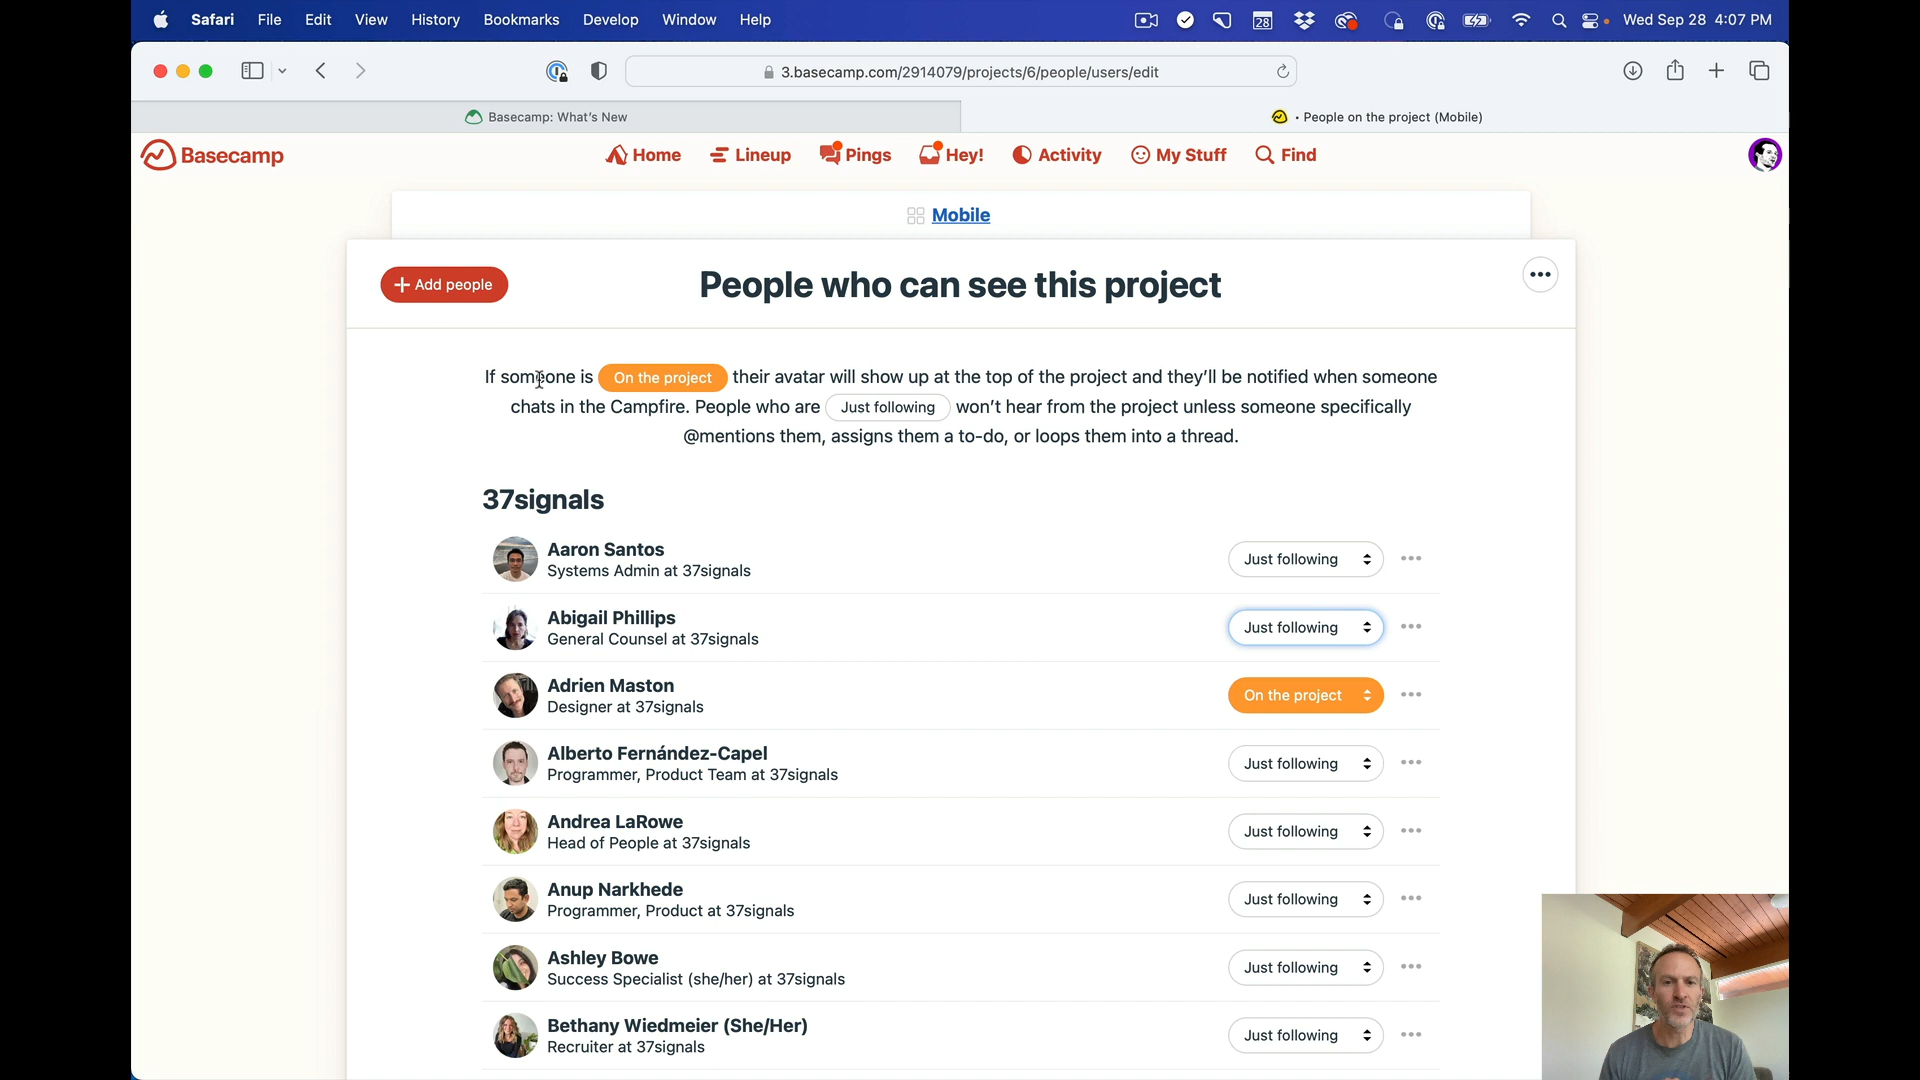 Safari File Edit View History Bookmarks Develop Window Help 28 Wed Sep 28 4:07 PM
3.basecamp.com/2914079/projects/6/people/users/edit
Basecamp: What's New • People on the project (Mobile)
Basecamp Home Lineup Pings Hey! Activity My Stuff Find
Mobile
+ Add people People who can see this project
If someone is On the project their avatar will show up at the top of the project and they'll be notified when someone
chats in the Campfire. People who are Just following won't hear from the project unless someone specifically
@mentions them, assigns them a to-do, or loops them into a thread.
37signals
Aaron Santos
Systems Admin at 37signals
Just following
Abigail Phillips
General Counsel at 37signals
Just following
Adrien Maston
Designer at 37signals
On the project
Alberto Fernández-Capel
Programmer, Product Team at 37signals
Just following
Andrea LaRowe
Head of People at 37signals
Just following
Anup Narkhede
Programmer, Product at 37signals
Just following
Ashley Bowe
Success Specialist (she/her) at 37signals
Just following
Bethany Wiedmeier (She/Her)
Recruiter at 37signals
Just following